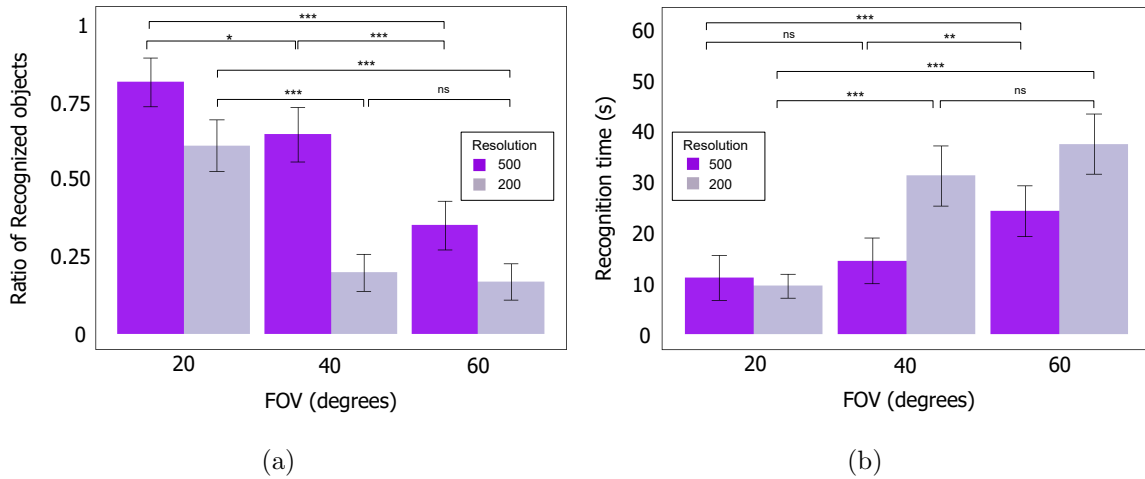 Ratio of Recognized objects
1
0.75
0.50
0.25
0
***
*
***
***
***
ns
Resolution
500
200
20
40
60
FOV (degrees)
(a)
Recognition time (s)
60
50
40
30
20
10
0
***
ns
**
***
***
ns
Resolution
500
200
20
40
60
FOV (degrees)
(b)